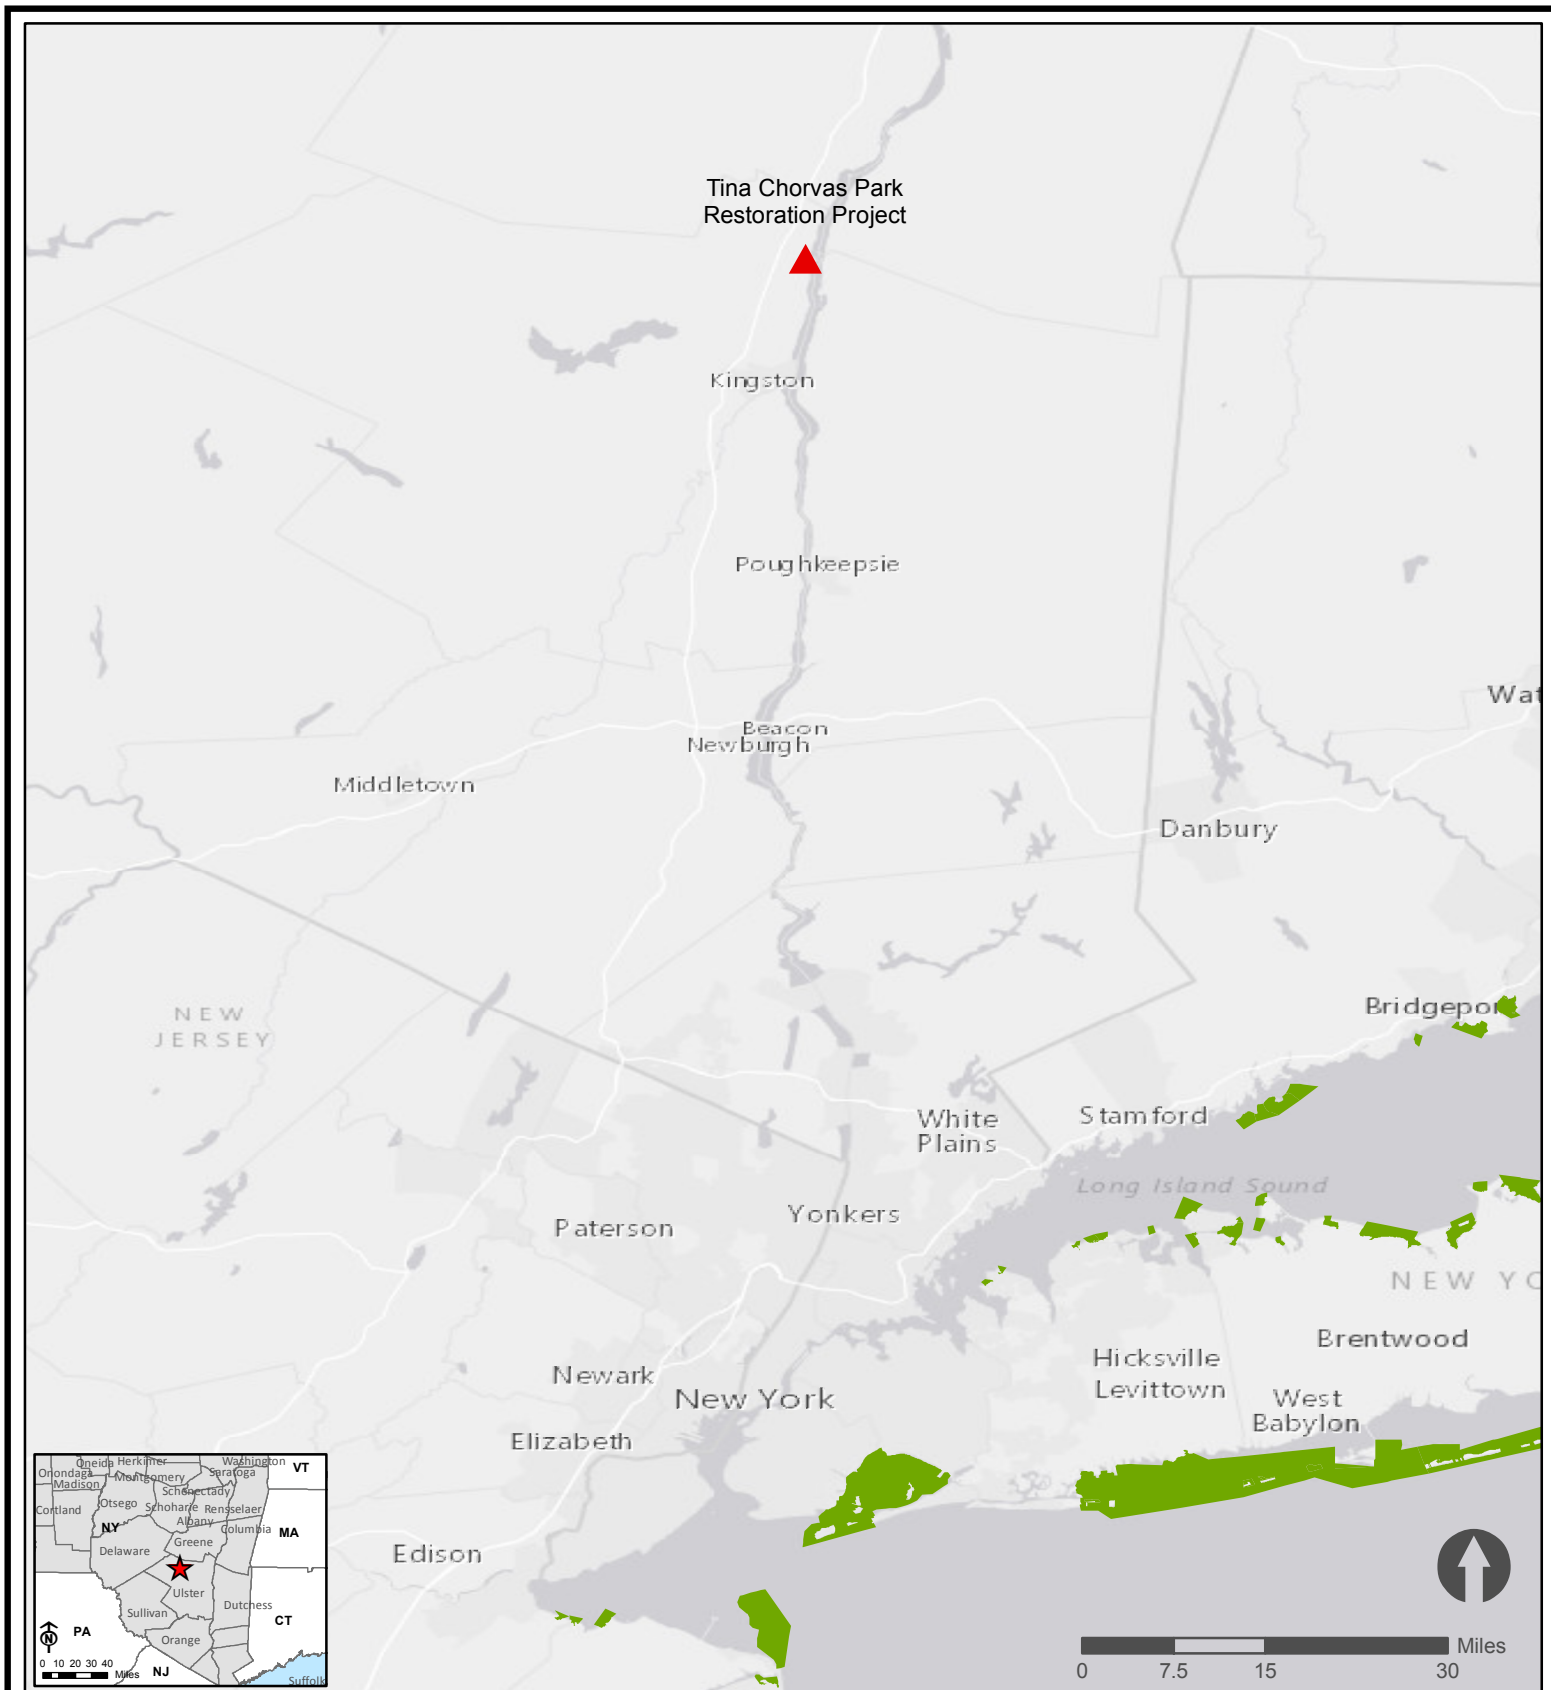 Tina Chorvas Park
Restoration Project
Kingston
Poughkeepsie
Wat
Beacon
Newburgh
Middletown
Danbury
NEW
JERSEY
Bridgepor
White
Plains
Stamford
Long Island Sound
Paterson
Yonkers
NEW YO
Brentwood
Hicksville
Levittown
Newark
New York
West
Babylon
Elizabeth
Edison
Oneida
Herkimer
Washington
VT
Onondaga
Montgomery
Saratoga
Madison
Schenectady
Cortland
Otsego
Schoharie
Rensselaer
NY
Albany
Columbia
MA
Delaware
Greene
Ulster
Sullivan
Dutchess
CT
PA
Orange
N
0 10 20 30 40
Miles
NJ
Suffolk
Miles
0 7.5 15 30